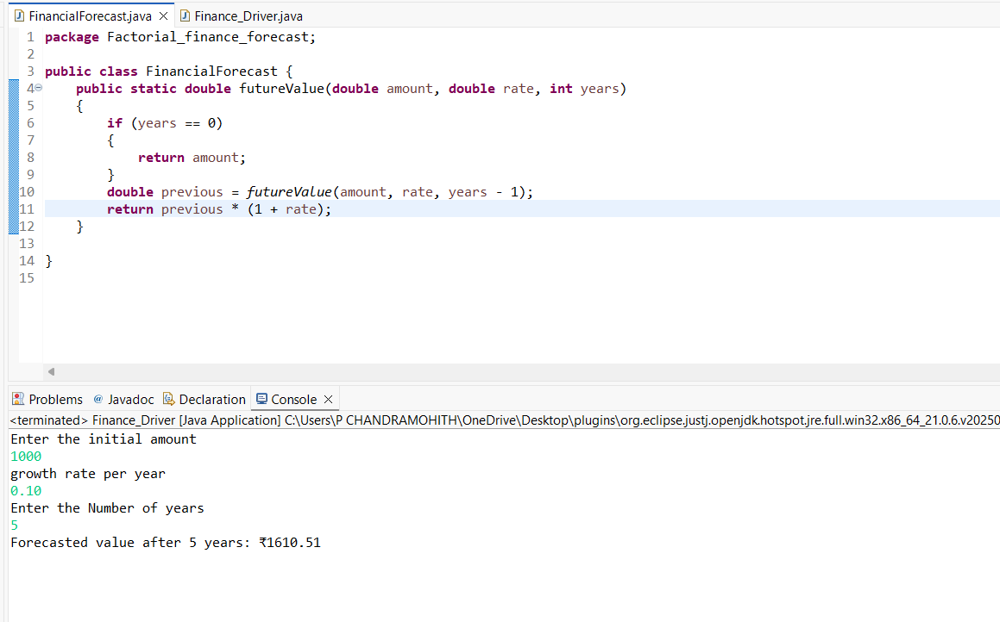 FinancialForecast.java Finance_Driver.java
1 package Factorial_finance_forecast;
2
3 public class FinancialForecast {
4 public static double futureValue(double amount, double rate, int years)
5 {
6 if (years == 0)
7 {
8 return amount;
9 }
10 double previous = futureValue(amount, rate, years - 1);
11 return previous * (1 + rate);
12 }
13
14 }
15
Problems @ Javadoc Declaration Console
<terminated> Finance_Driver [Java Application] C:\Users\P CHANDRAMOHITH\OneDrive\Desktop\plugins\org.eclipse.justj.openjdk.hotspot.jre.full.win32.x86_64_21.0.6.v20250
Enter the initial amount
1000
growth rate per year
0.10
Enter the Number of years
5
Forecasted value after 5 years: ₹1610.51